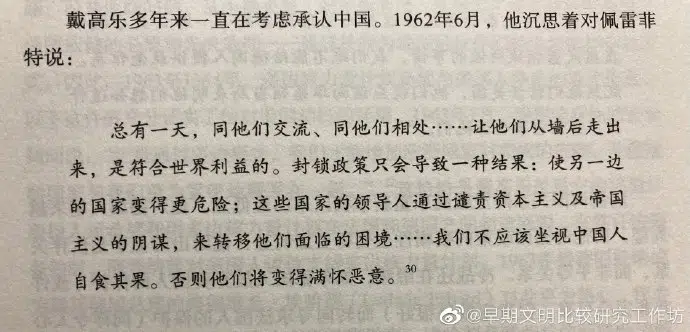 戴高乐多年来一直在考虑承认中国。1962年6月，他沉思着对佩雷菲
特说：
总有一天，同他们交流、同他们相处……让他们从墙后走出
来，是符合世界利益的。封锁政策只会导致一种结果：使另一边
的国家变得更危险；这些国家的领导人通过谴责资本主义及帝国
主义的阴谋，来转移他们面临的困境……我们不应该坐视中国人
自食其果。否则他们将变得满怀恶意。30
@早期文明比较研究工作坊